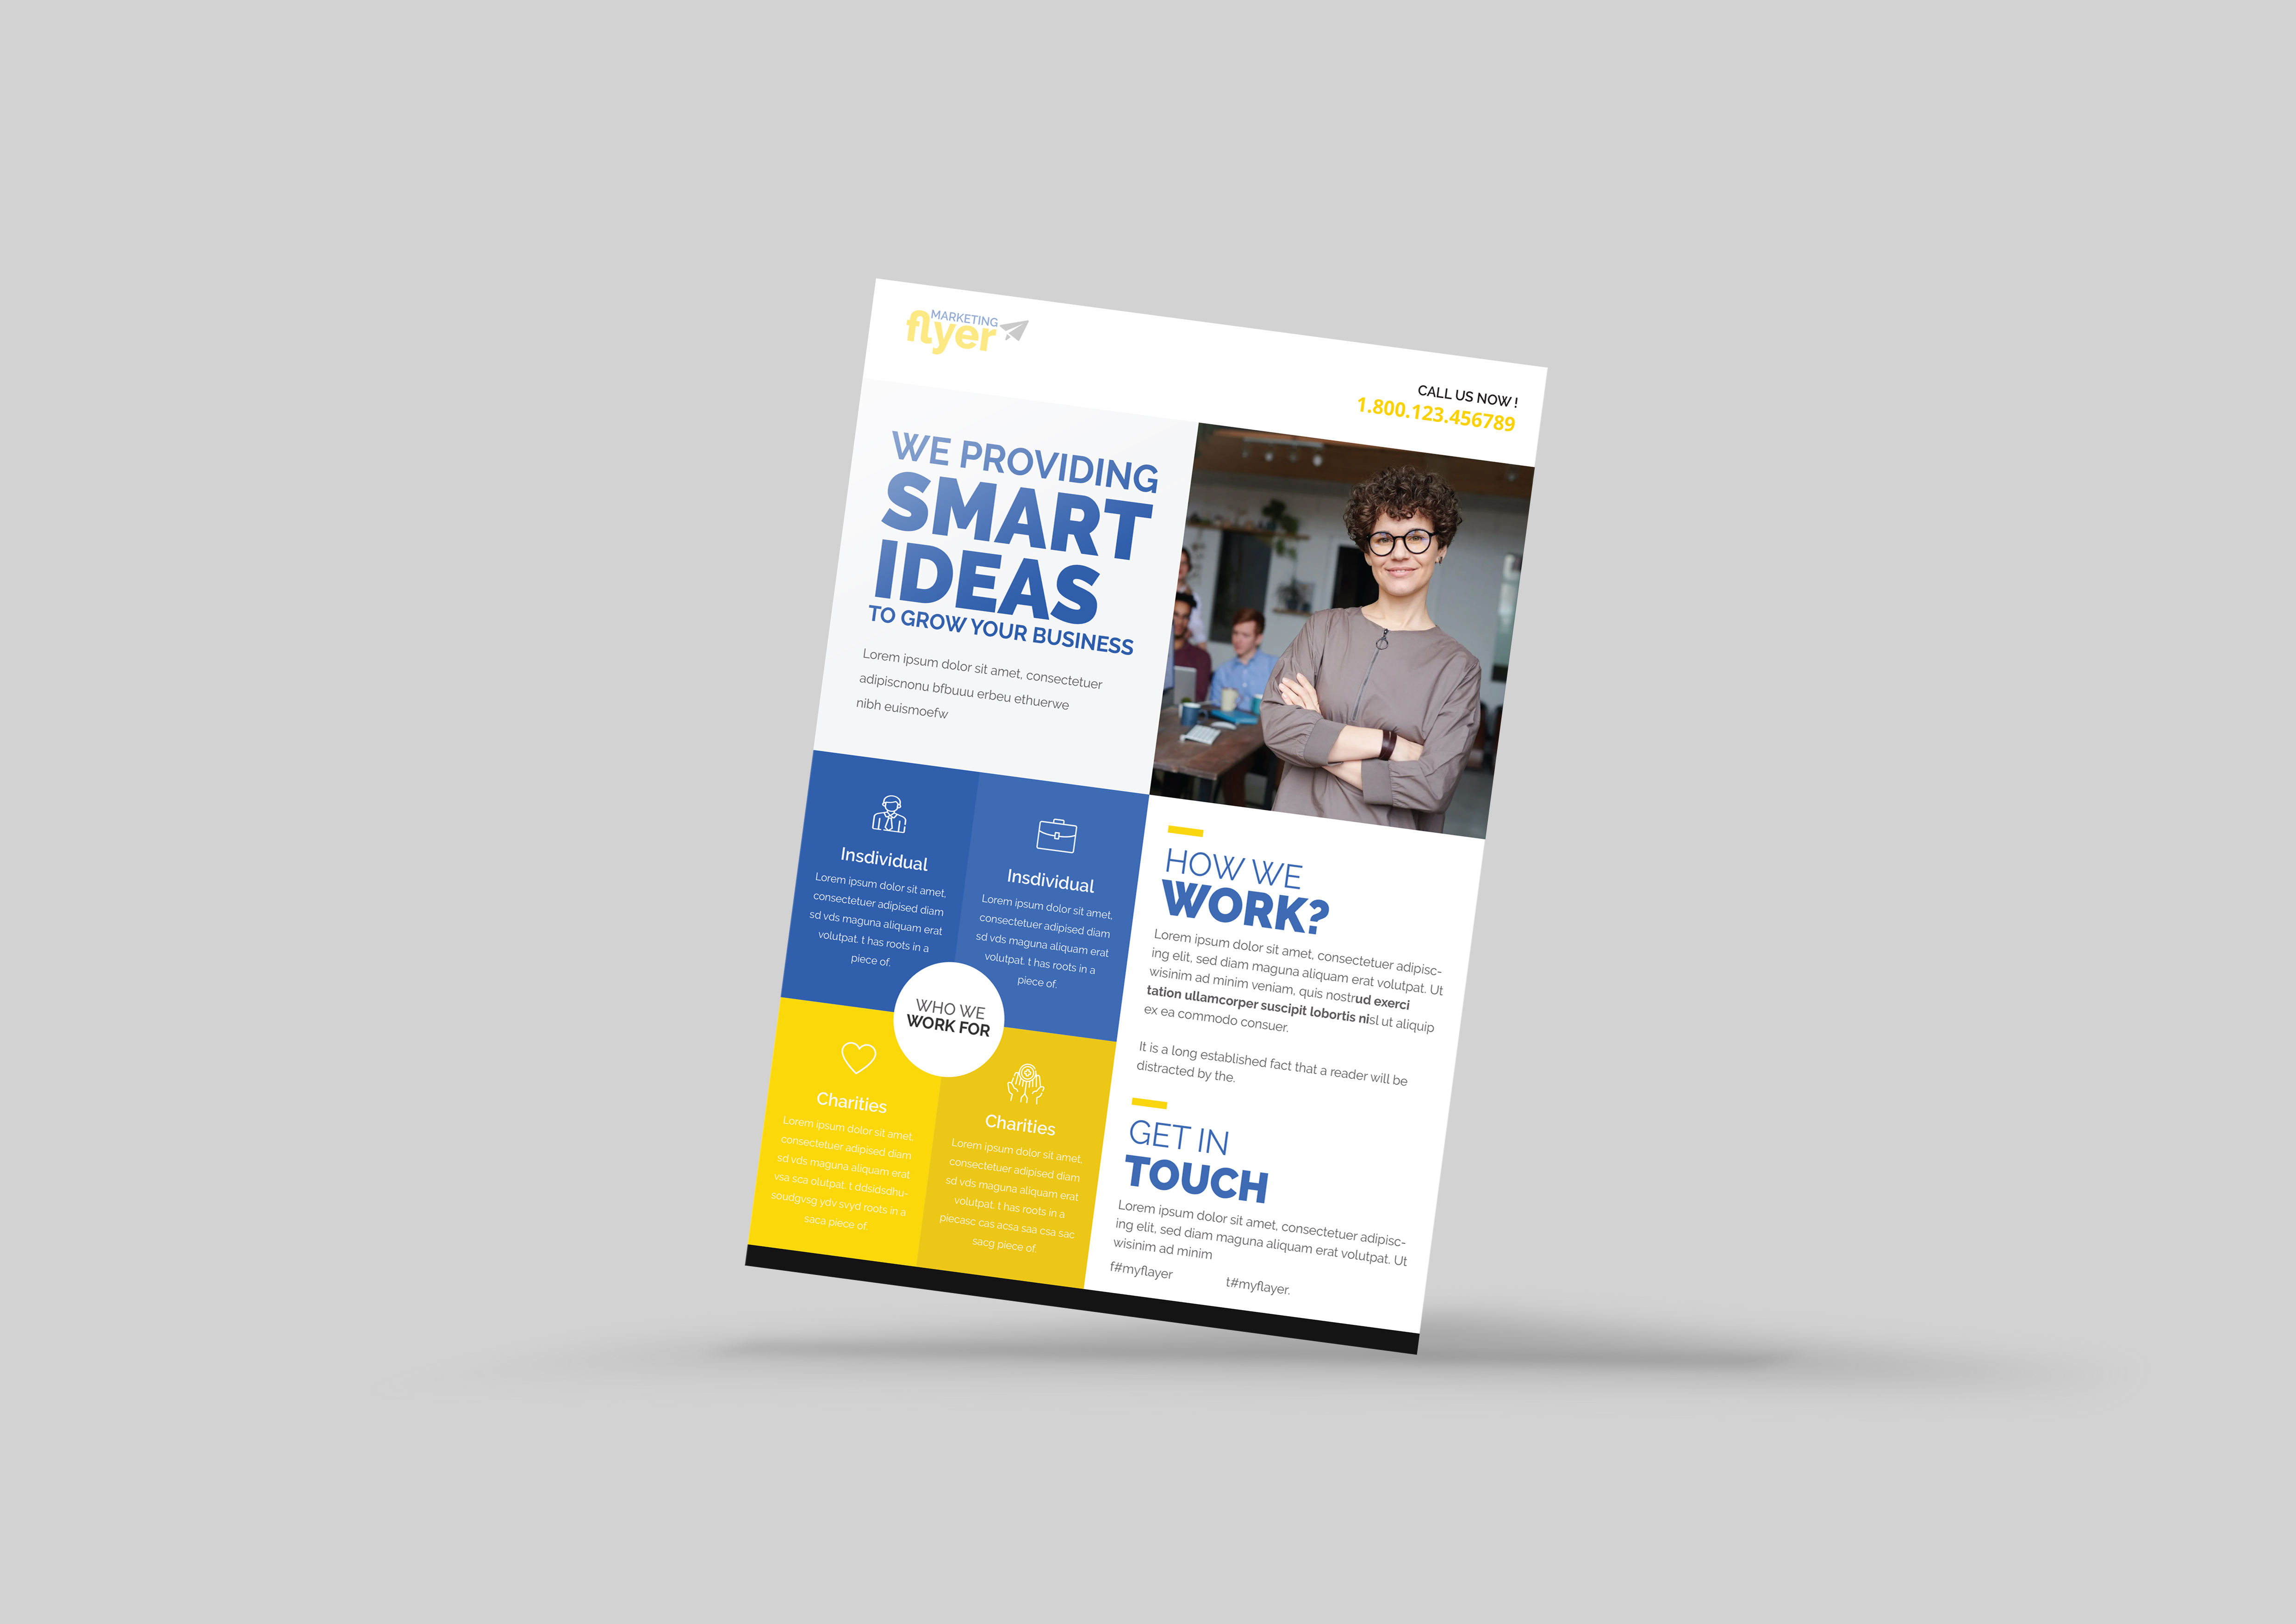 MARKETING
flyer
CALL US NOW !
1.800.123.456789
WE PROVIDING
SMART
IDEAS
TO GROW YOUR BUSINESS
Lorem ipsum dolor sit amet, consectetuer
adipiscnonu bfbuuu erbeu ethuerwe
nibh euismoefw
Insdividual
Lorem ipsum dolor sit amet,
consectetuer adipised diam
sd vds maguna aliquam erat
volutpat. t has roots in a
piece of.
Insdividual
Lorem ipsum dolor sit amet,
consectetuer adipised diam
sd vds maguna aliquam erat
volutpat. t has roots in a
piece of.
WHO WE
WORK FOR
Charities
Lorem ipsum dolor sit amet,
consectetuer adipised diam
sd vds maguna aliquam erat
vsa sca olutpat. t ddsidsdhu-
soudgvsg ydv svyd roots in a
saca piece of.
Charities
Lorem ipsum dolor sit amet,
consectetuer adipised diam
sd vds maguna aliquam erat
volutpat. t has roots in a
piecasc cas acsa saa csa sac
sacg piece of.
HOW WE
WORK?
Lorem ipsum dolor sit amet, consectetuer adipisc-
ing elit, sed diam maguna aliquam erat volutpat. Ut
wisinim ad minim veniam, quis nostrud exerci
tation ullamcorper suscipit lobortis nisl ut aliquip
ex ea commodo consuer.
It is a long established fact that a reader will be
distracted by the.
GET IN
TOUCH
Lorem ipsum dolor sit amet, consectetuer adipisc-
ing elit, sed diam maguna aliquam erat volutpat. Ut
wisinim ad minim
f#myflayer
t#myflayer.